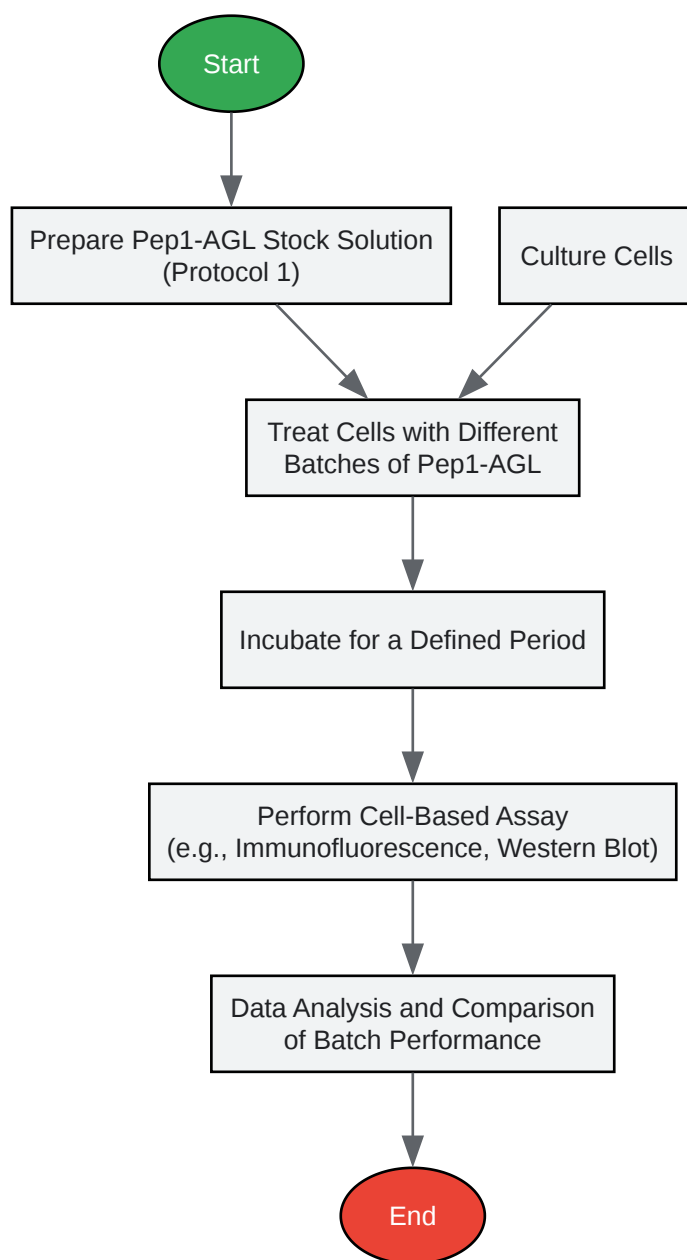 Start
Prepare Pep1-AGL Stock Solution
(Protocol 1)
Culture Cells
Treat Cells with Different
Batches of Pep1-AGL
Incubate for a Defined Period
Perform Cell-Based Assay
(e.g., Immunofluorescence, Western Blot)
Data Analysis and Comparison
of Batch Performance
End